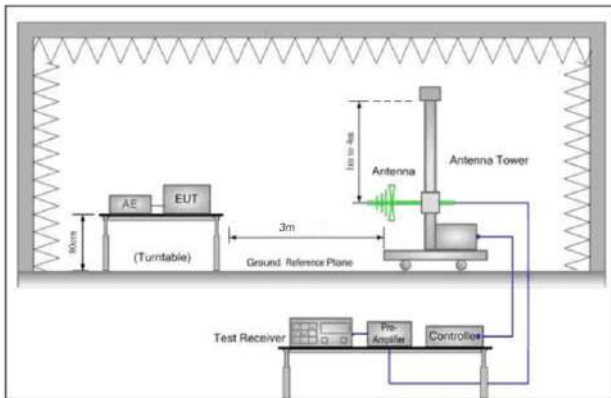 1m to 4m
Antenna
Antenna Tower
AE
EUT
80cm
(Turntable)
3m
Ground Reference Plane
Test Receiver
Pre-
Amplifier
Controller